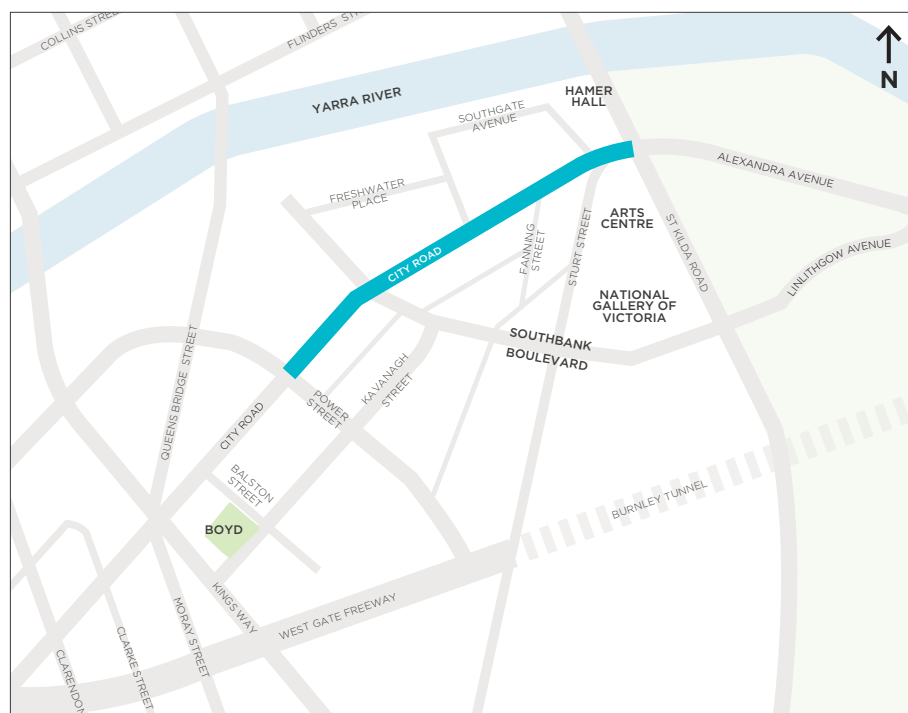 COLLINS STREET
FLINDERS ST
N
YARRA RIVER
HAMER
HALL
SOUTHGATE
AVENUE
ALEXANDRA AVENUE
FRESHWATER
PLACE
ARTS
CENTRE
ST KILDA ROAD
CITY ROAD
FANNING
STREET
STURT STREET
LINLITHGOW AVENUE
NATIONAL
GALLERY OF
VICTORIA
SOUTHBANK
BOULEVARD
QUEENS BRIDGE STREET
KAVANAGH
STREET
POWER
STREET
CITY ROAD
BALSTON
STREET
BURNLEY TUNNEL
BOYD
KINGS WAY
WEST GATE FREEWAY
MORAY STREET
CLARKE STREET
CLARENDON